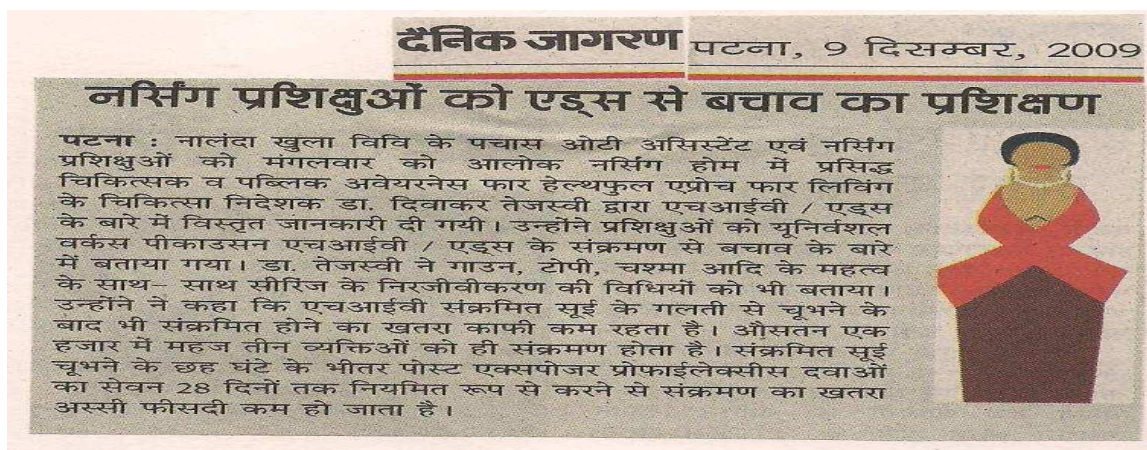 दैनिक जागरण पटना, 9 दिसम्बर, 2009
नर्सिंग प्रशिक्षुओं को एड्स से बचाव का प्रशिक्षण
पटना : नालंदा खुला विवि के पचास ओटी असिस्टेंट एवं नर्सिंग
प्रशिक्षुओं को मंगलवार को आलोक नर्सिंग होम में प्रसिद्ध
चिकित्सक व पब्लिक अवेयरनेस फार हेल्थफुल एप्रोच फार लिविंग
के चिकित्सा निदेशक डा. दिवाकर तेजस्वी द्वारा एचआईवी / एड्स
के बारे में विस्तृत जानकारी दी गयी। उन्होंने प्रशिक्षुओं को यूनिर्वशल
वर्कस पीकाउसन एचआईवी / एड्स के संक्रमण से बचाव के बारे
में बताया गया। डा. तेजस्वी ने गाउन, टोपी, चश्मा आदि के महत्व
के साथ- साथ सीरिंज के निरजीवीकरण की विधियों को भी बताया।
उन्होंने ने कहा कि एचआईवी संक्रमित सूई के गलती से चूभने के
बाद भी संक्रमित होने का खतरा काफी कम रहता है। औसतन एक
हजार में महज तीन व्यक्तिओं को ही संक्रमण होता है। संक्रमित सूई
चूभने के छह घंटे के भीतर पोस्ट एक्सपोजर प्रोफाईलेक्सीस दवाओं
का सेवन 28 दिनों तक नियमित रूप से करने से संक्रमण का खतरा
अस्सी फीसदी कम हो जाता है।